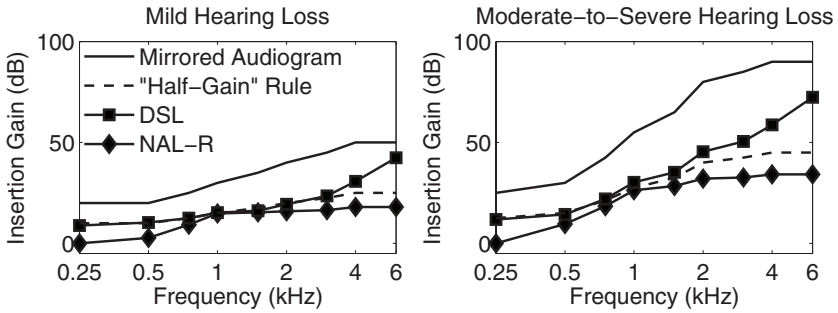 Mild Hearing Loss
Insertion Gain (dB)
100
50
0
Mirrored Audiogram
"Half−Gain" Rule
DSL
NAL−R
0.25 0.5 1 2 4 6
Frequency (kHz)
Moderate−to−Severe Hearing Loss
Insertion Gain (dB)
100
50
0
0.25 0.5 1 2 4 6
Frequency (kHz)